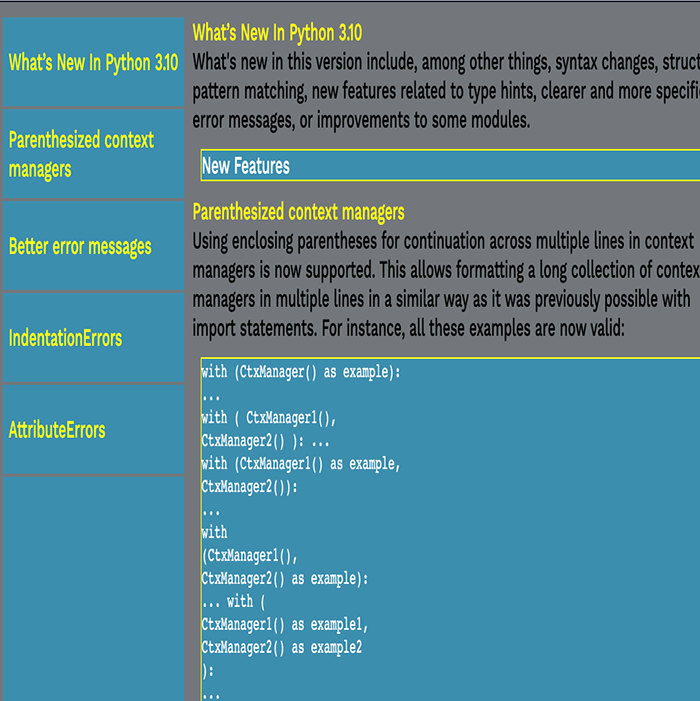 What's New In Python 3.10
Parenthesized context
managers
Better error messages
IndentationErrors
AttributeErrors
What's New In Python 3.10
What's new in this version include, among other things, syntax changes, struct
pattern matching, new features related to type hints, clearer and more specifi
error messages, or improvements to some modules.
New Features
Parenthesized context managers
Using enclosing parentheses for continuation across multiple lines in context
managers is now supported. This allows formatting a long collection of contex
managers in multiple lines in a similar way as it was previously possible with
import statements. For instance, all these examples are now valid:
with (CtxManager() as example):
...
with ( CtxManager1(),
CtxManager2() ): ...
with (CtxManager1() as example,
CtxManager2()):
...
with
(CtxManager1(),
CtxManager2() as example):
... with (
CtxManager1() as example1,
CtxManager2() as example2
):
...